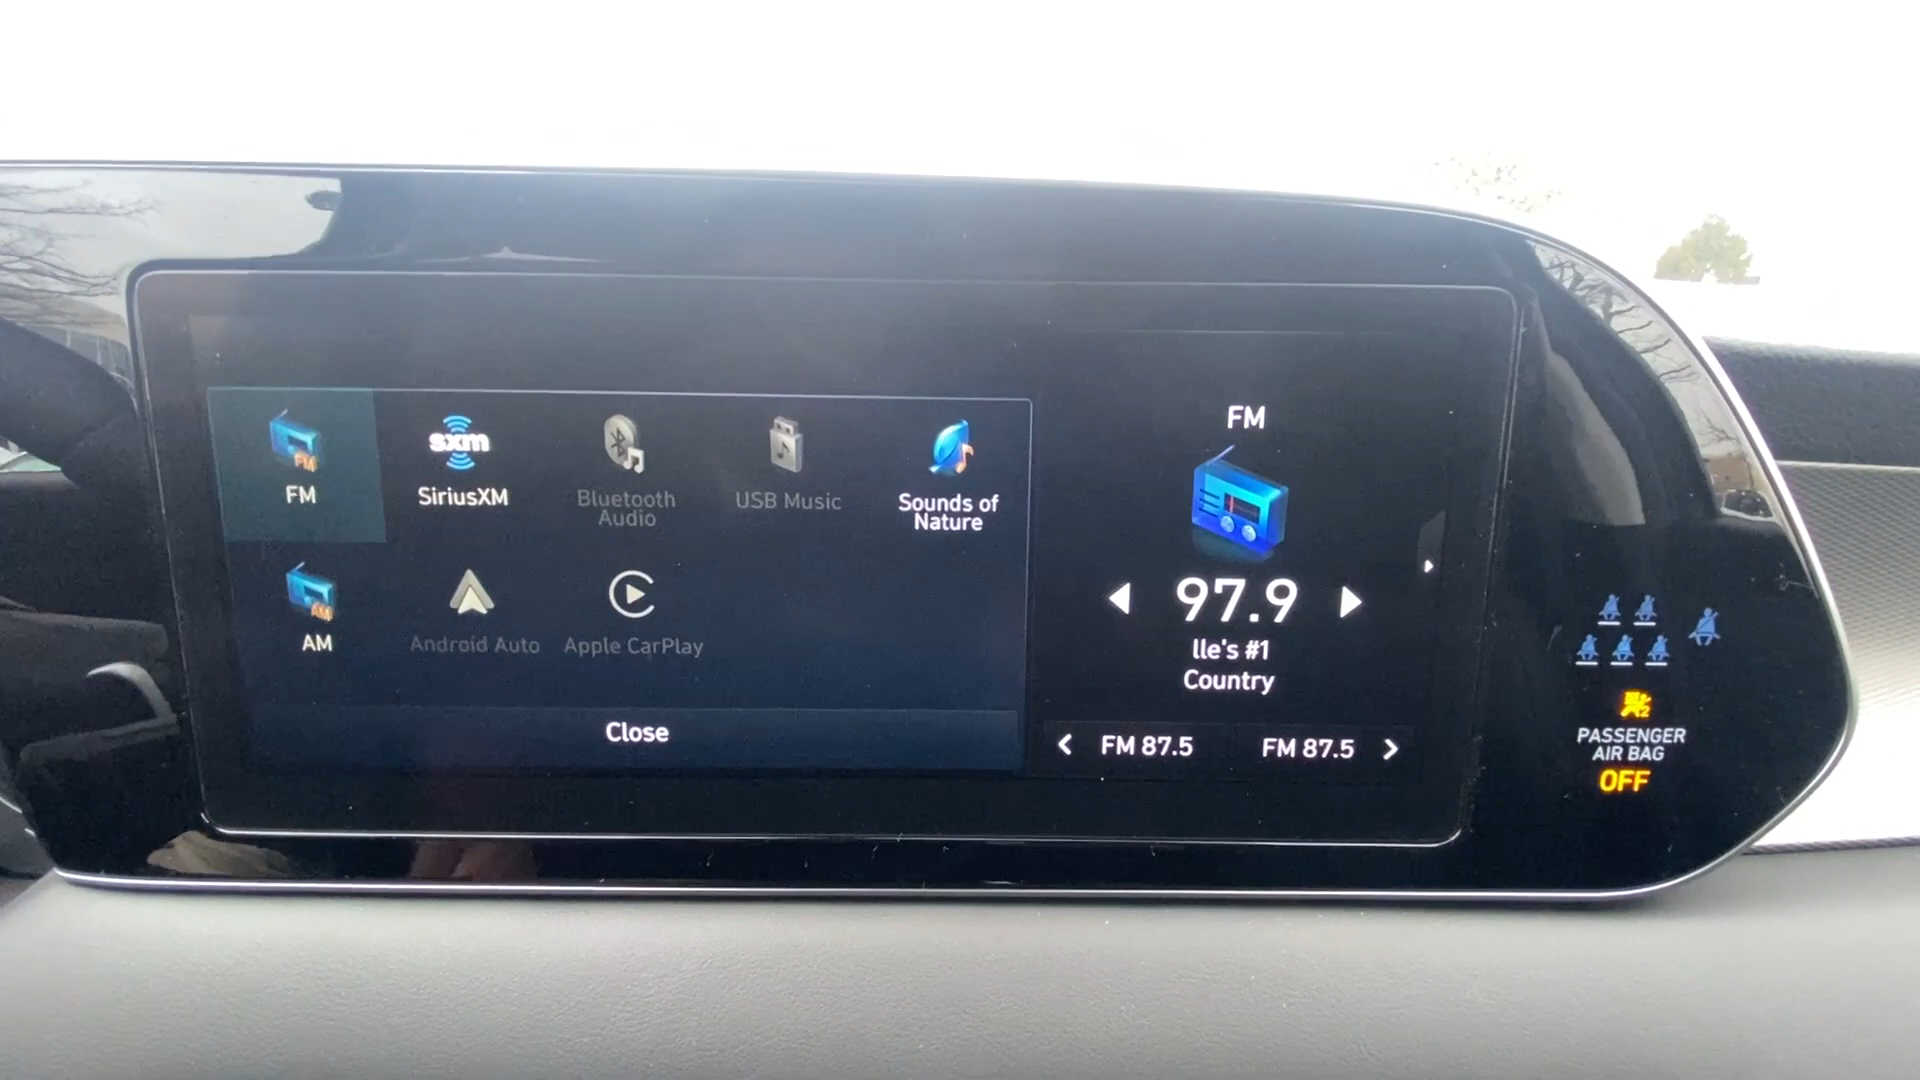 FM
sxm
SiriusXM
Bluetooth
Audio
USB Music
Sounds of
Nature
AM
Android Auto
Apple CarPlay
Close
FM
97.9
lle's #1
Country
FM 87.5
FM 87.5
PASSENGER
AIR BAG
OFF